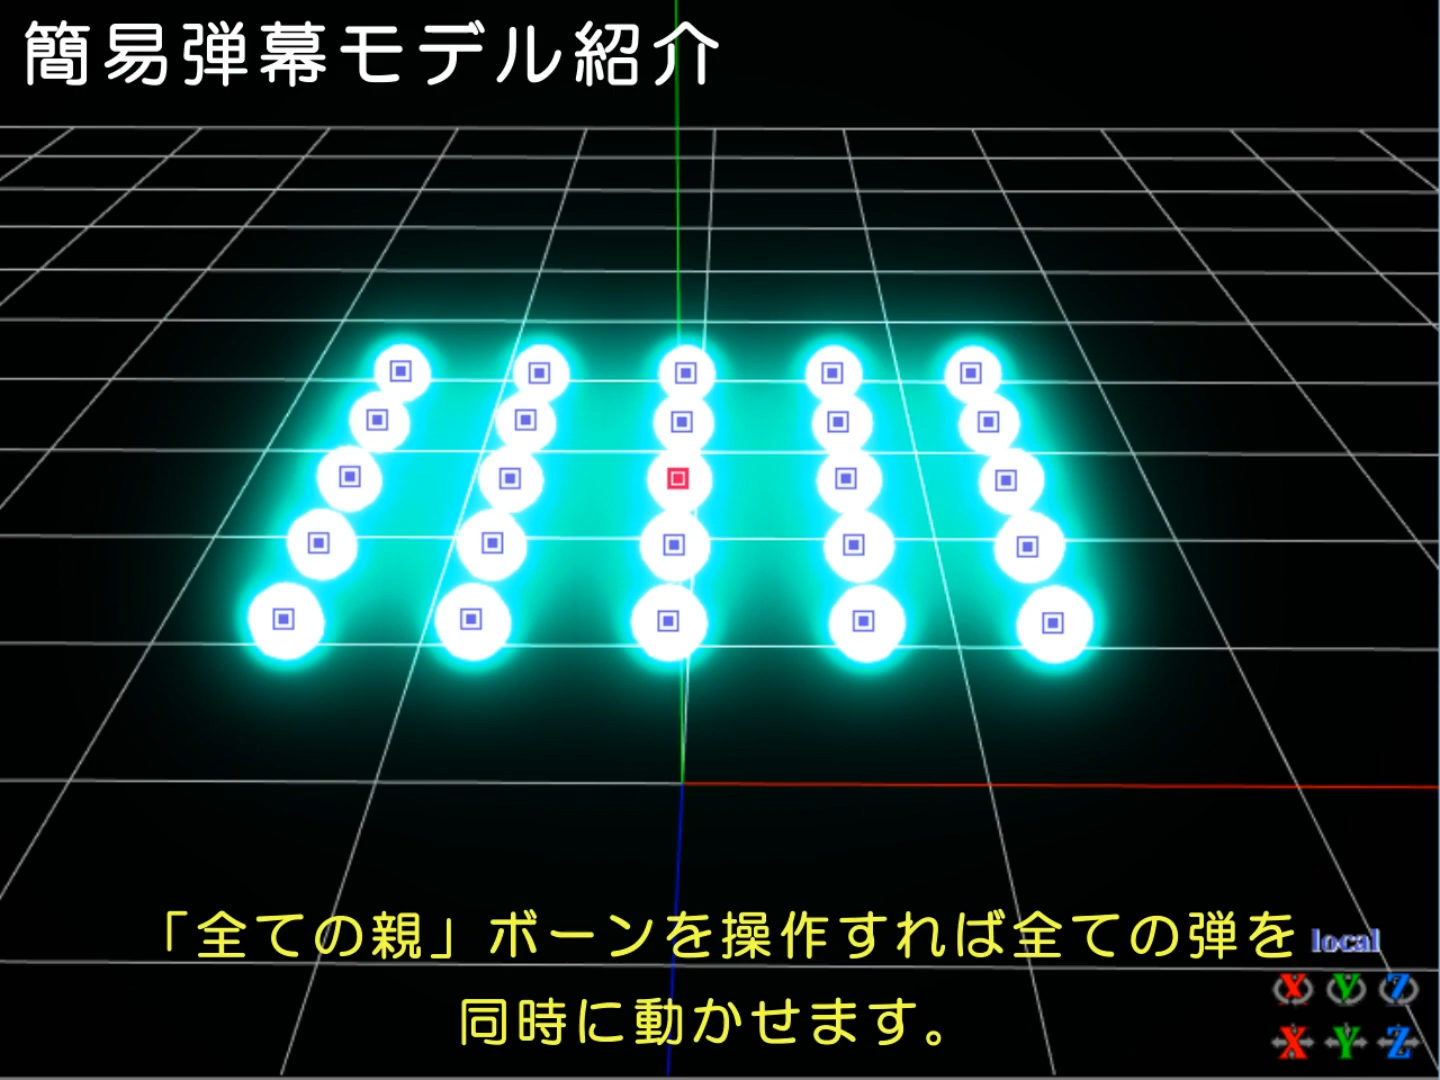 簡易弾幕モデル紹介
「全ての親」ボーンを操作すれば全ての弾を
同時に動かせます。
local
X Y Z
X Y Z